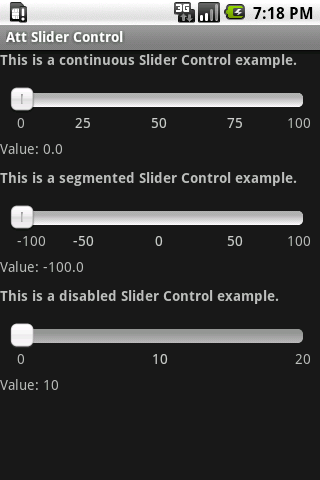 3G 7:18 PM
Att Slider Control
This is a continuous Slider Control example.
0 25 50 75 100
Value: 0.0
This is a segmented Slider Control example.
-100 -50 0 50 100
Value: -100.0
This is a disabled Slider Control example.
0 10 20
Value: 10